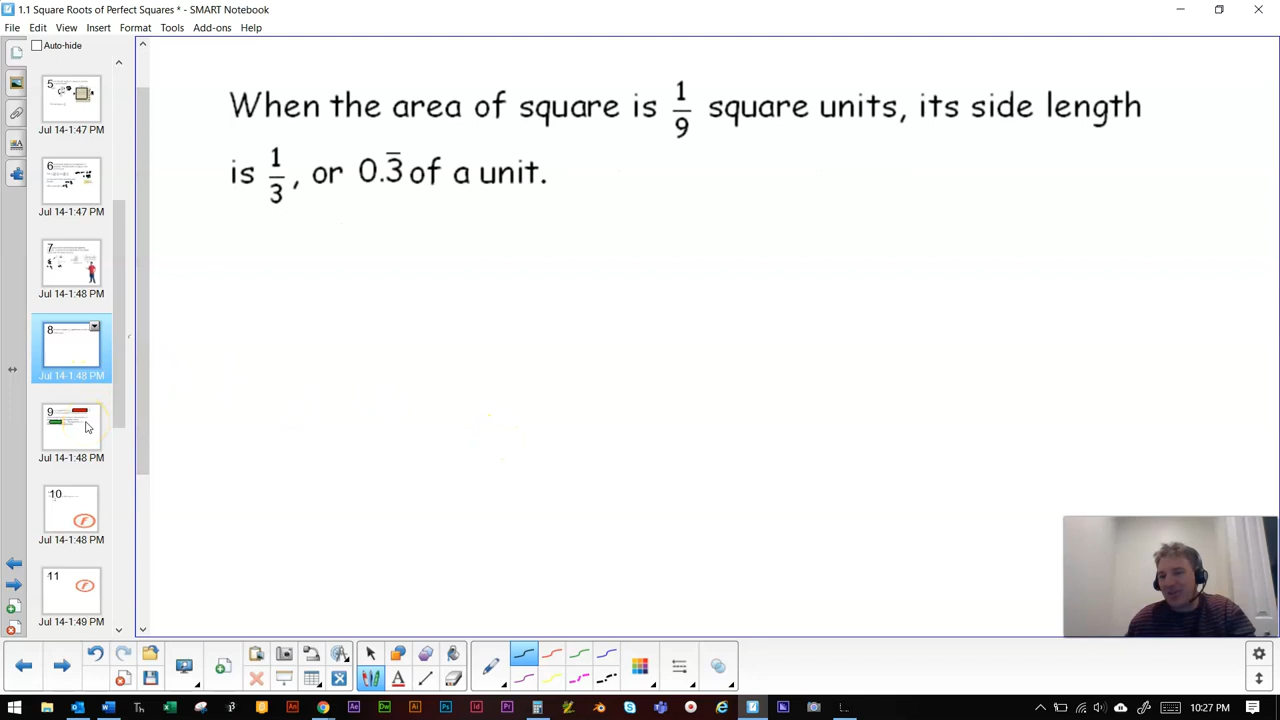 1.1 Square Roots of Perfect Squares * - SMART Notebook
File Edit View Insert Format Tools Add-ons Help
Auto-hide
5
Jul 14-1:47 PM
6
Jul 14-1:47 PM
7
Jul 14-1:48 PM
8
Jul 14-1:48 PM
9
Jul 14-1:48 PM
10
Jul 14-1:48 PM
11
Jul 14-1:49 PM
When the area of square is 1/9 square units, its side length
is 1/3, or 0.3̅ of a unit.
10:27 PM